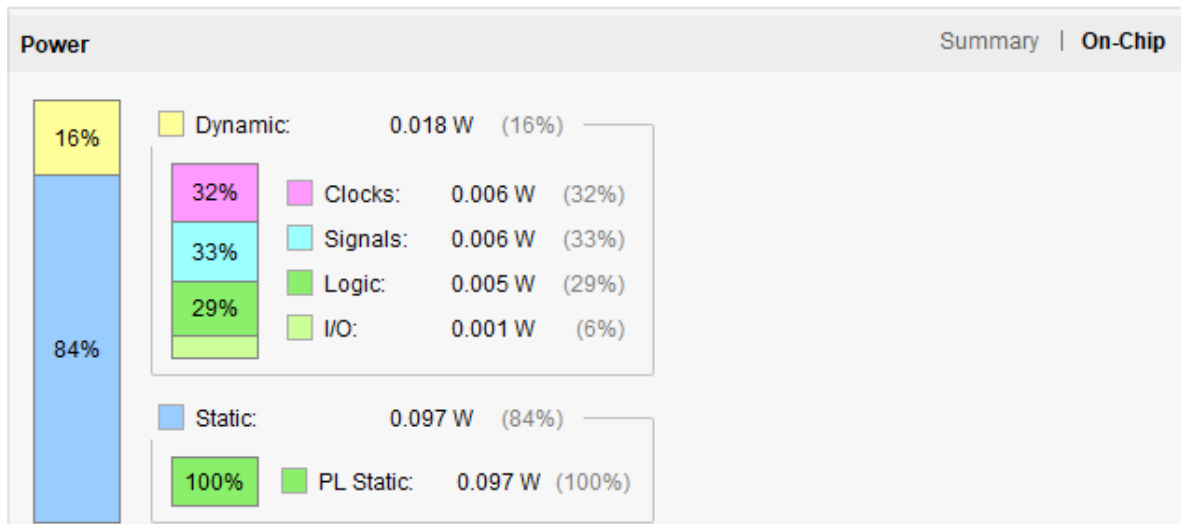 Power Summary | On-Chip
16%
Dynamic: 0.018 W (16%)
32%
Clocks: 0.006 W (32%)
33%
Signals: 0.006 W (33%)
29%
Logic: 0.005 W (29%)
I/O: 0.001 W (6%)
84%
Static: 0.097 W (84%)
100%
PL Static: 0.097 W (100%)